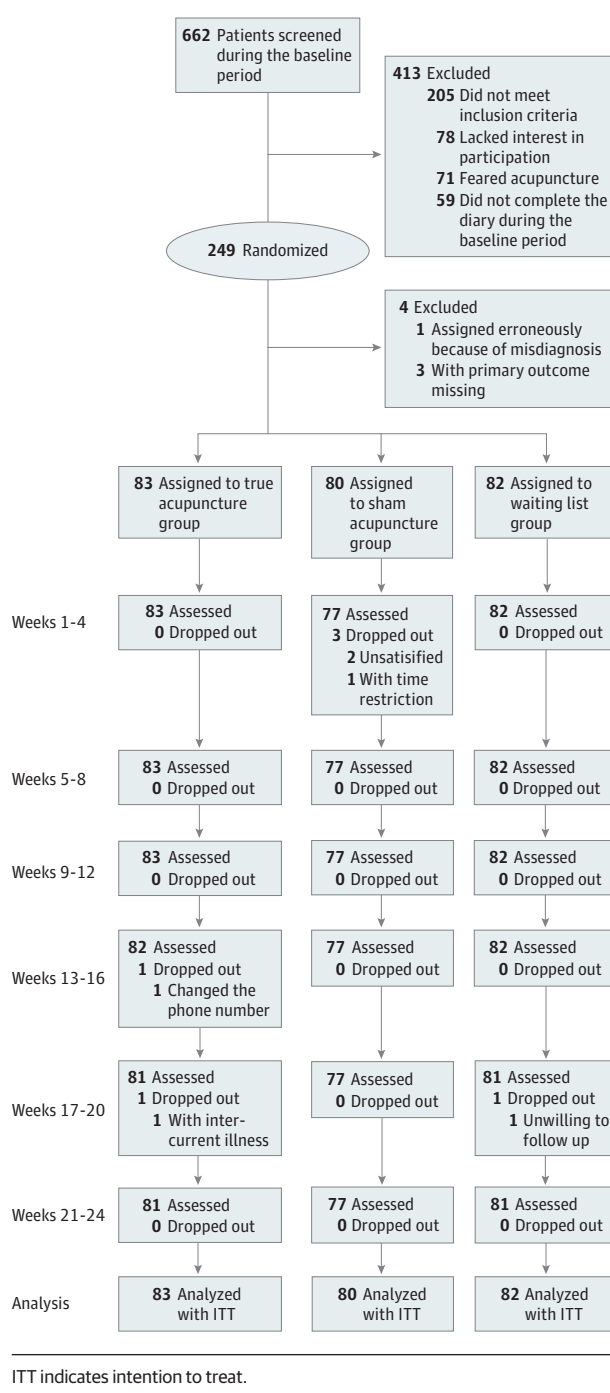 662 Patients screened
during the baseline
period
413 Excluded
205 Did not meet
inclusion criteria
78 Lacked interest in
participation
71 Feared acupuncture
59 Did not complete the
diary during the
baseline period
249 Randomized
4 Excluded
1 Assigned erroneously
because of misdiagnosis
3 With primary outcome
missing
83 Assigned to true
acupuncture
group
80 Assigned
to sham
acupuncture
group
82 Assigned to
waiting list
group
Weeks 1-4
83 Assessed
0 Dropped out
77 Assessed
3 Dropped out
2 Unsatisified
1 With time
restriction
82 Assessed
0 Dropped out
Weeks 5-8
83 Assessed
0 Dropped out
77 Assessed
0 Dropped out
82 Assessed
0 Dropped out
Weeks 9-12
83 Assessed
0 Dropped out
77 Assessed
0 Dropped out
82 Assessed
0 Dropped out
Weeks 13-16
82 Assessed
1 Dropped out
1 Changed the
phone number
77 Assessed
0 Dropped out
82 Assessed
0 Dropped out
Weeks 17-20
81 Assessed
1 Dropped out
1 With inter-
current illness
77 Assessed
0 Dropped out
81 Assessed
1 Dropped out
1 Unwilling to
follow up
Weeks 21-24
81 Assessed
0 Dropped out
77 Assessed
0 Dropped out
81 Assessed
0 Dropped out
Analysis
83 Analyzed
with ITT
80 Analyzed
with ITT
82 Analyzed
with ITT
ITT indicates intention to treat.